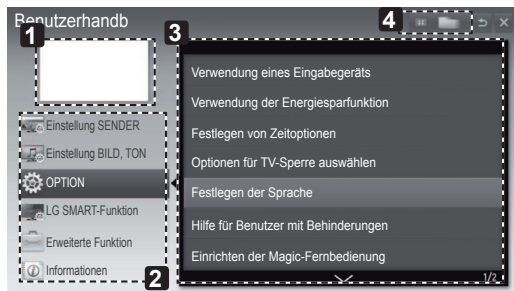 Benutzerhandb
1
2
3
4
Einstellung SENDER
Einstellung BILD, TON
OPTION
LG SMART-Funktion
Erweiterte Funktion
Informationen
Verwendung eines Eingabegeräts
Verwendung der Energiesparfunktion
Festlegen von Zeitoptionen
Optionen für TV-Sperre auswählen
Festlegen der Sprache
Hilfe für Benutzer mit Behinderungen
Einrichten der Magic-Fernbedienung
1/2